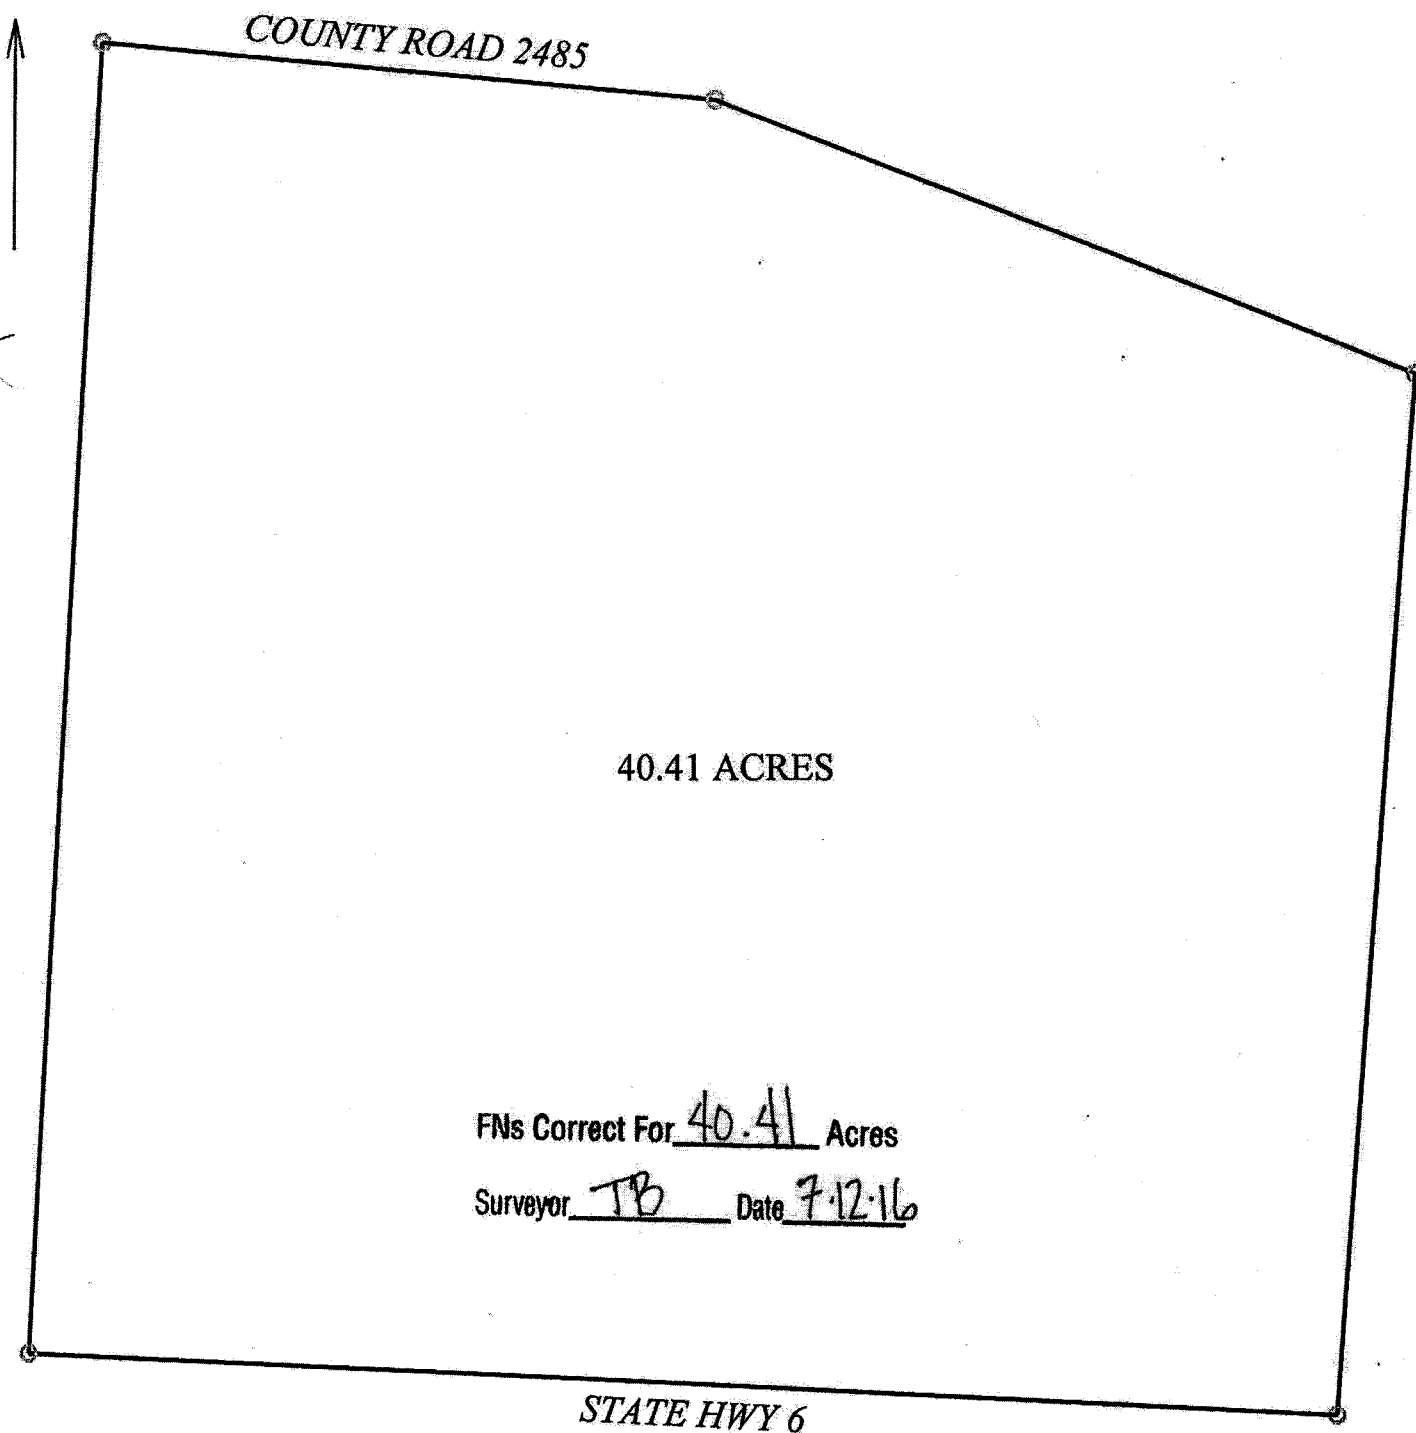 COUNTY ROAD 2485
40.41 ACRES
FNs Correct For 40.41 Acres
Surveyor TB Date 7.12.16
STATE HWY 6